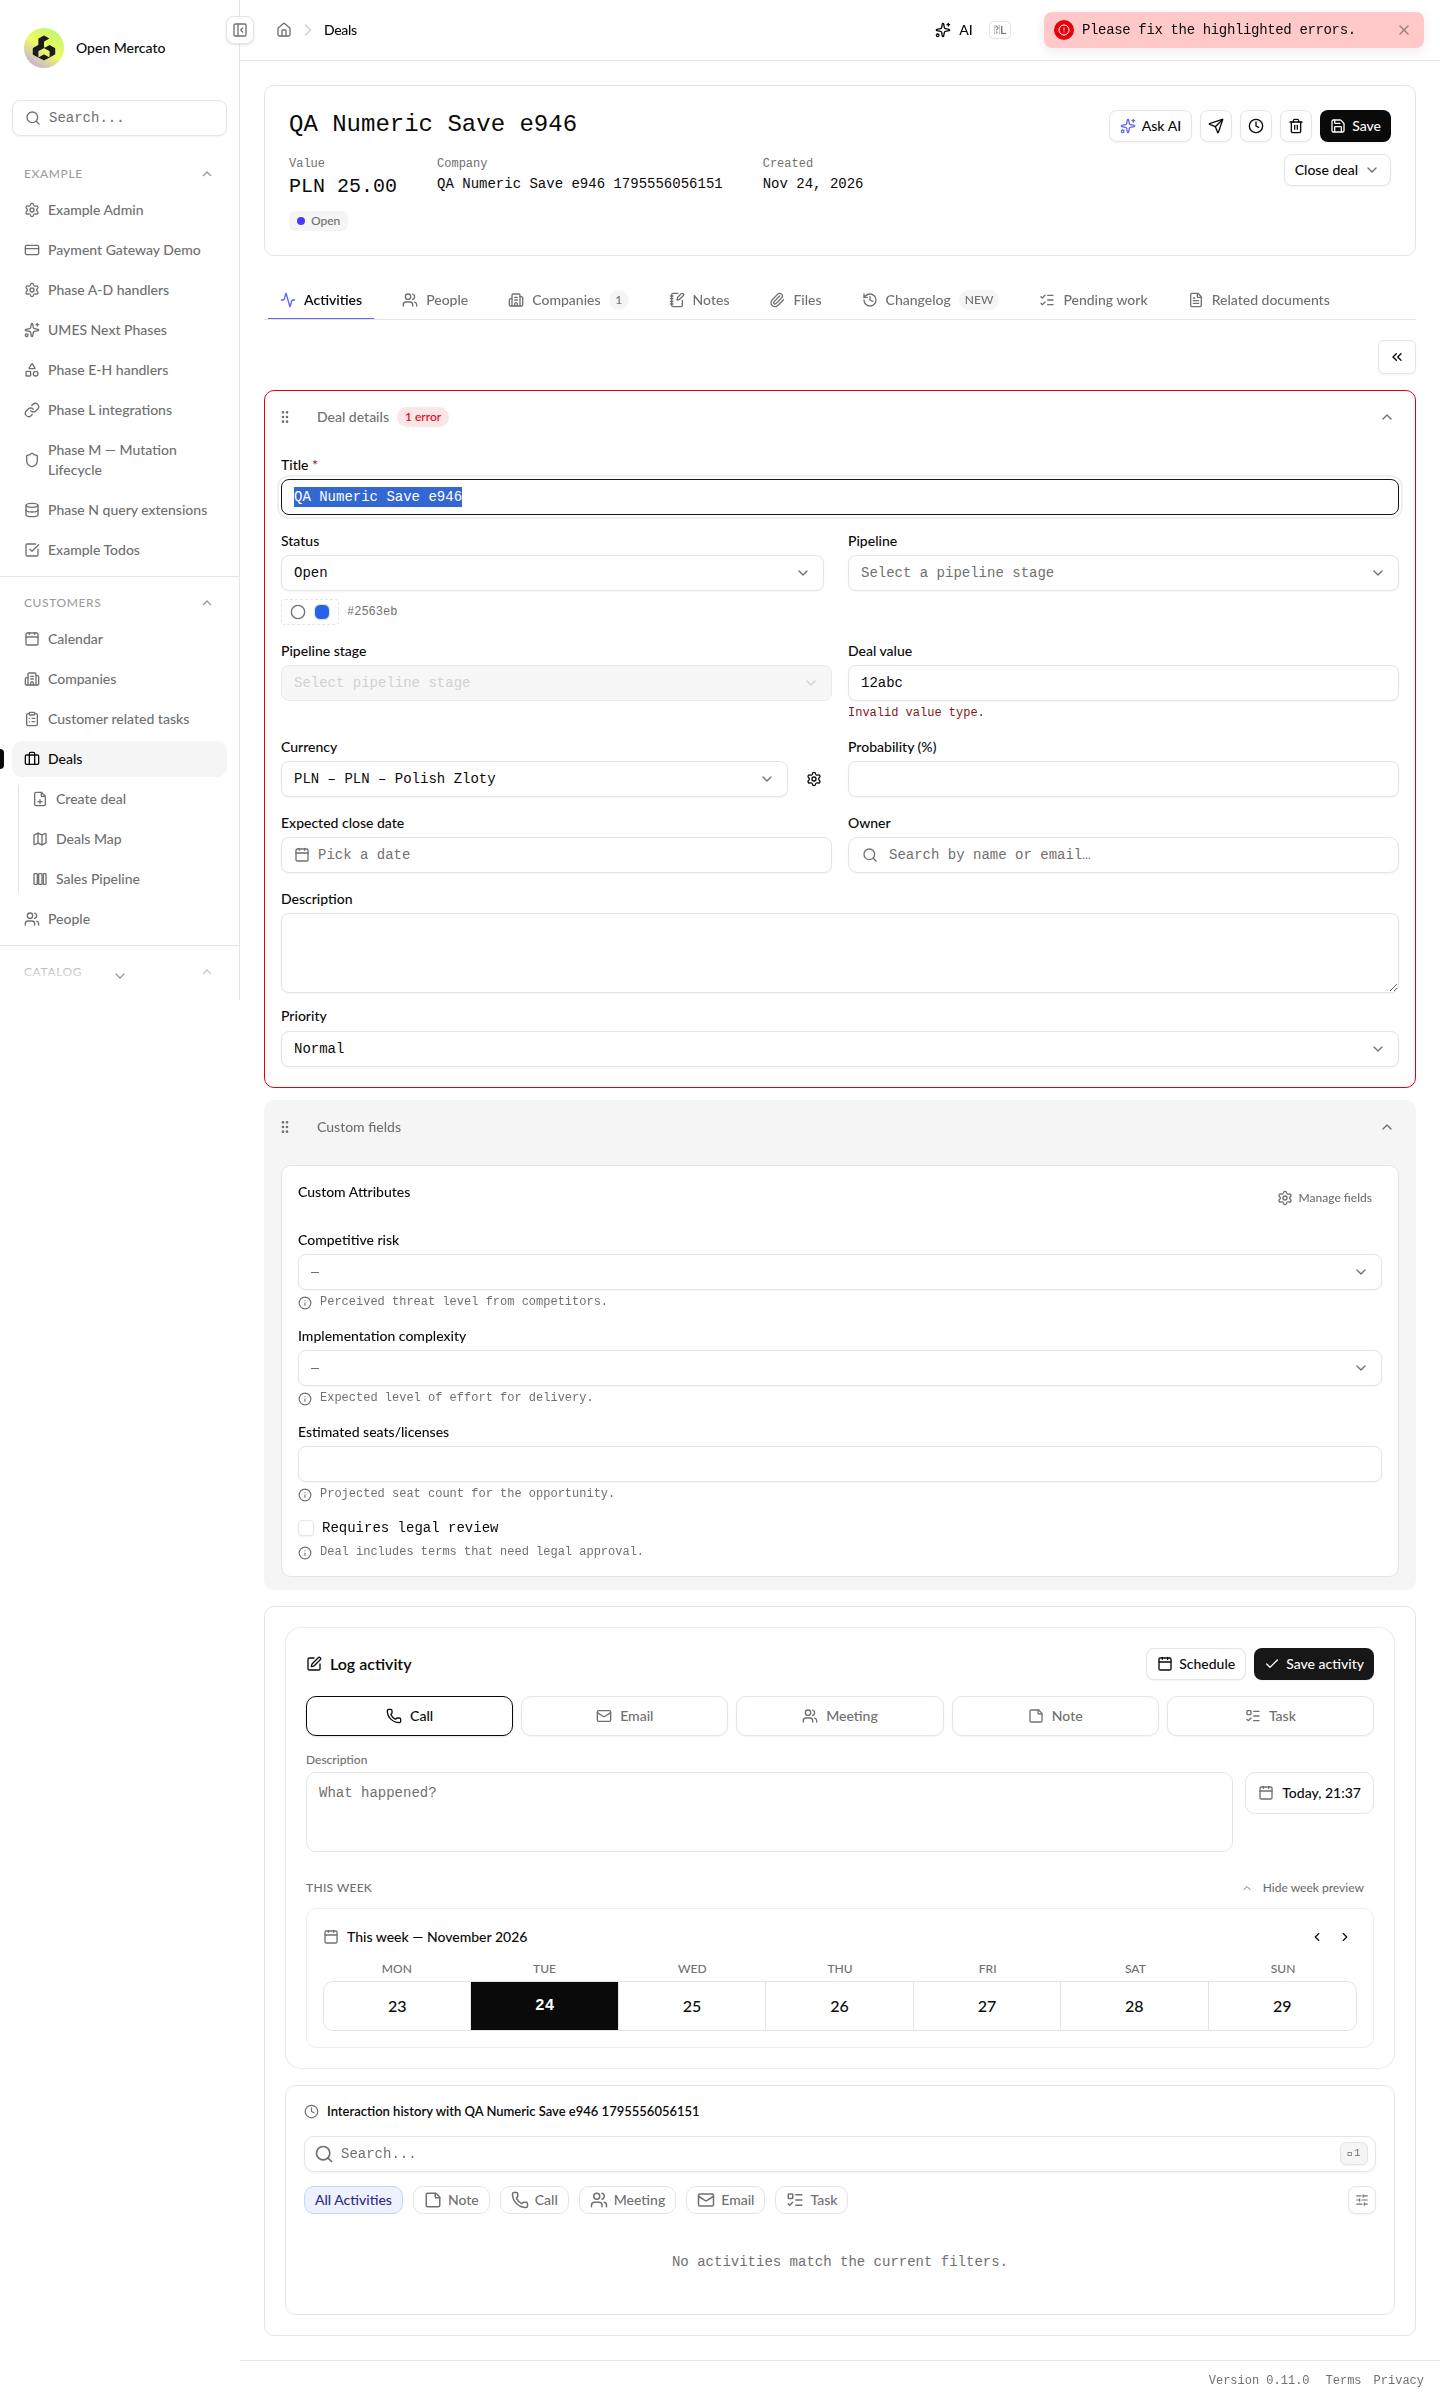 Open Mercato
Search...
EXAMPLE
Example Admin
Payment Gateway Demo
Phase A-D handlers
UMES Next Phases
Phase E-H handlers
Phase L integrations
Phase M — Mutation
Lifecycle
Phase N query extensions
Example Todos
CUSTOMERS
Calendar
Companies
Customer related tasks
Deals
Create deal
Deals Map
Sales Pipeline
People
CATALOG
Deals
AI
L
Please fix the highlighted errors.
QA Numeric Save e946
Ask AI
Save
Value
Company
Created
PLN 25.00
QA Numeric Save e946 1795556056151
Nov 24, 2026
Close deal
Open
Activities
People
Companies 1
Notes
Files
Changelog NEW
Pending work
Related documents
Deal details 1 error
Title *
QA Numeric Save e946
Status
Pipeline
Open
Select a pipeline stage
#2563eb
Pipeline stage
Deal value
Select pipeline stage
12abc
Invalid value type.
Currency
Probability (%)
PLN – PLN – Polish Zloty
Expected close date
Owner
Pick a date
Search by name or email…
Description
Priority
Normal
Custom fields
Custom Attributes
Manage fields
Competitive risk
—
Perceived threat level from competitors.
Implementation complexity
—
Expected level of effort for delivery.
Estimated seats/licenses
Projected seat count for the opportunity.
Requires legal review
Deal includes terms that need legal approval.
Log activity
Schedule
Save activity
Call
Email
Meeting
Note
Task
Description
What happened?
Today, 21:37
THIS WEEK
Hide week preview
This week — November 2026
MON TUE WED THU FRI SAT SUN
23 24 25 26 27 28 29
Interaction history with QA Numeric Save e946 1795556056151
Search...
1
All Activities
Note
Call
Meeting
Email
Task
No activities match the current filters.
Version 0.11.0 Terms Privacy